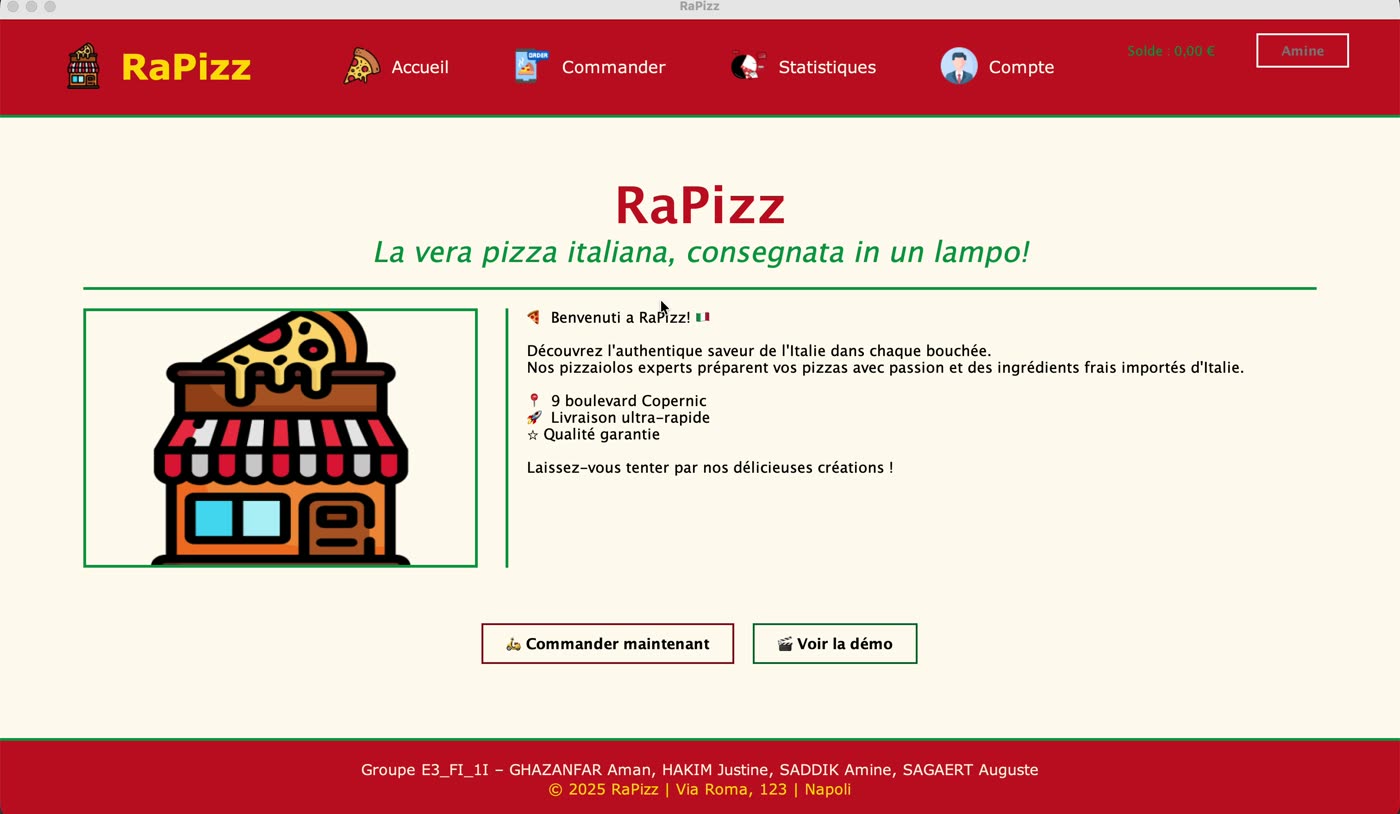 RaPizz
RaPizz
Accueil
ORDER
Commander
Statistiques
Compte
Solde : 0,00 €
Amine
RaPizz
La vera pizza italiana, consegnata in un lampo!
🍕 Benvenuti a RaPizz! 🇮🇹
Découvrez l'authentique saveur de l'Italie dans chaque bouchée.
Nos pizzaiolos experts préparent vos pizzas avec passion et des ingrédients frais importés d'Italie.
📍 9 boulevard Copernic
🚀 Livraison ultra-rapide
☆ Qualité garantie
Laissez-vous tenter par nos délicieuses créations !
🛵 Commander maintenant
🎬 Voir la démo
Groupe E3_FI_1I – GHAZANFAR Aman, HAKIM Justine, SADDIK Amine, SAGAERT Auguste
© 2025 RaPizz | Via Roma, 123 | Napoli